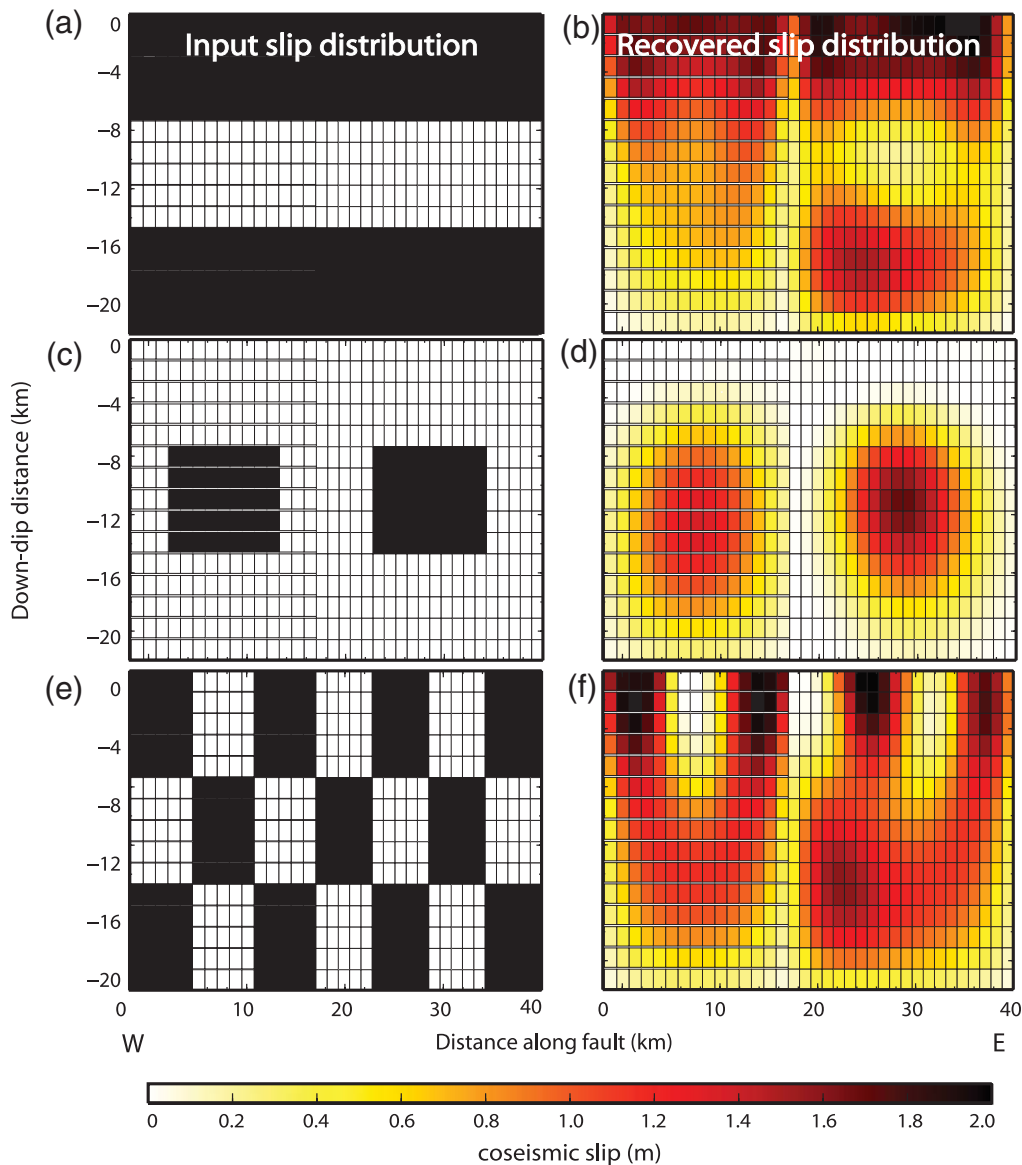 (a) Input slip distribution
(b) Recovered slip distribution
0
−4
−8
−12
−16
−20
(c)
(d)
0
−4
−8
−12
−16
−20
(e)
(f)
0
−4
−8
−12
−16
−20
Down-dip distance (km)
0 10 20 30 40
0 10 20 30 40
W Distance along fault (km) E
0 0.2 0.4 0.6 0.8 1.0 1.2 1.4 1.6 1.8 2.0
coseismic slip (m)